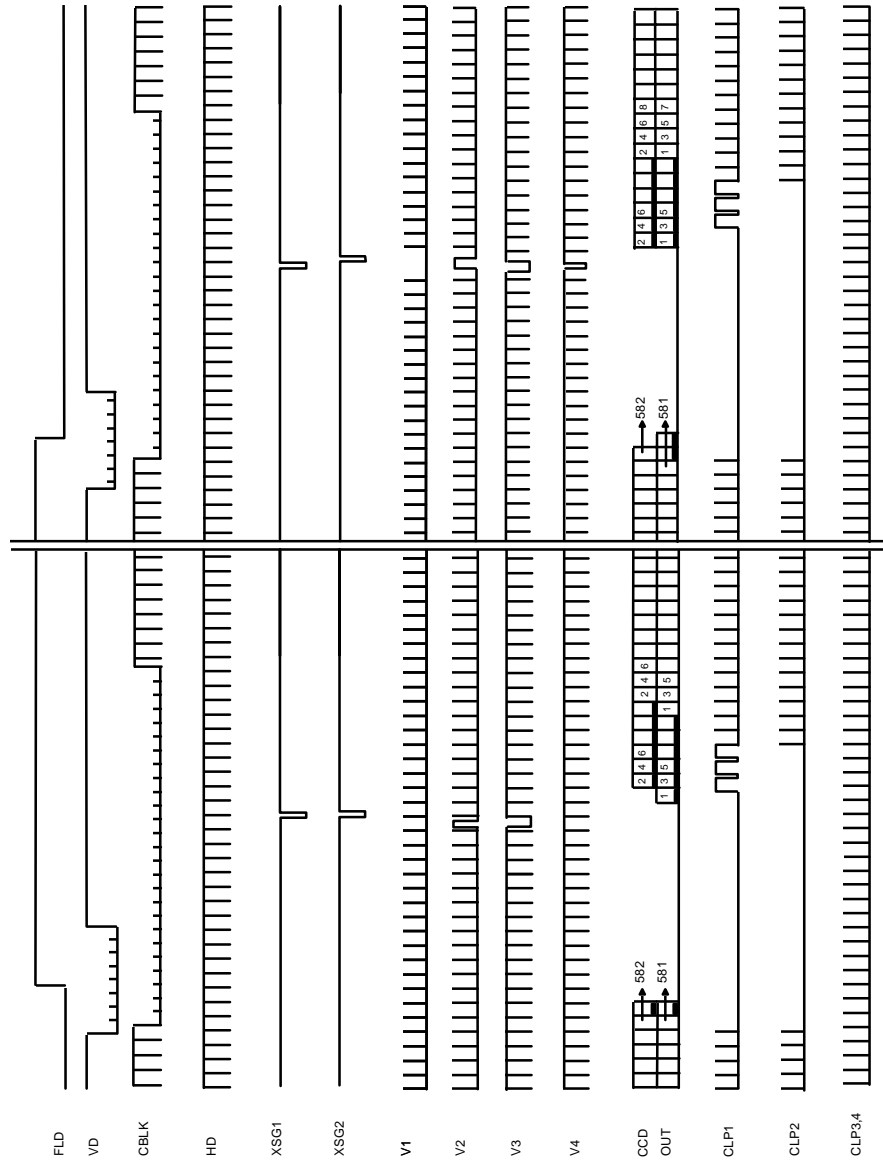 FLD
VD
CBLK
HD
XSG1
XSG2
V1
V2
V3
V4
CCD 582 2 4 6 2 4 6 582 2 4 6 2 4 6 8
OUT 581 1 3 5 1 3 5 581 1 3 5 1 3 5 7
CLP1
CLP2
CLP3,4